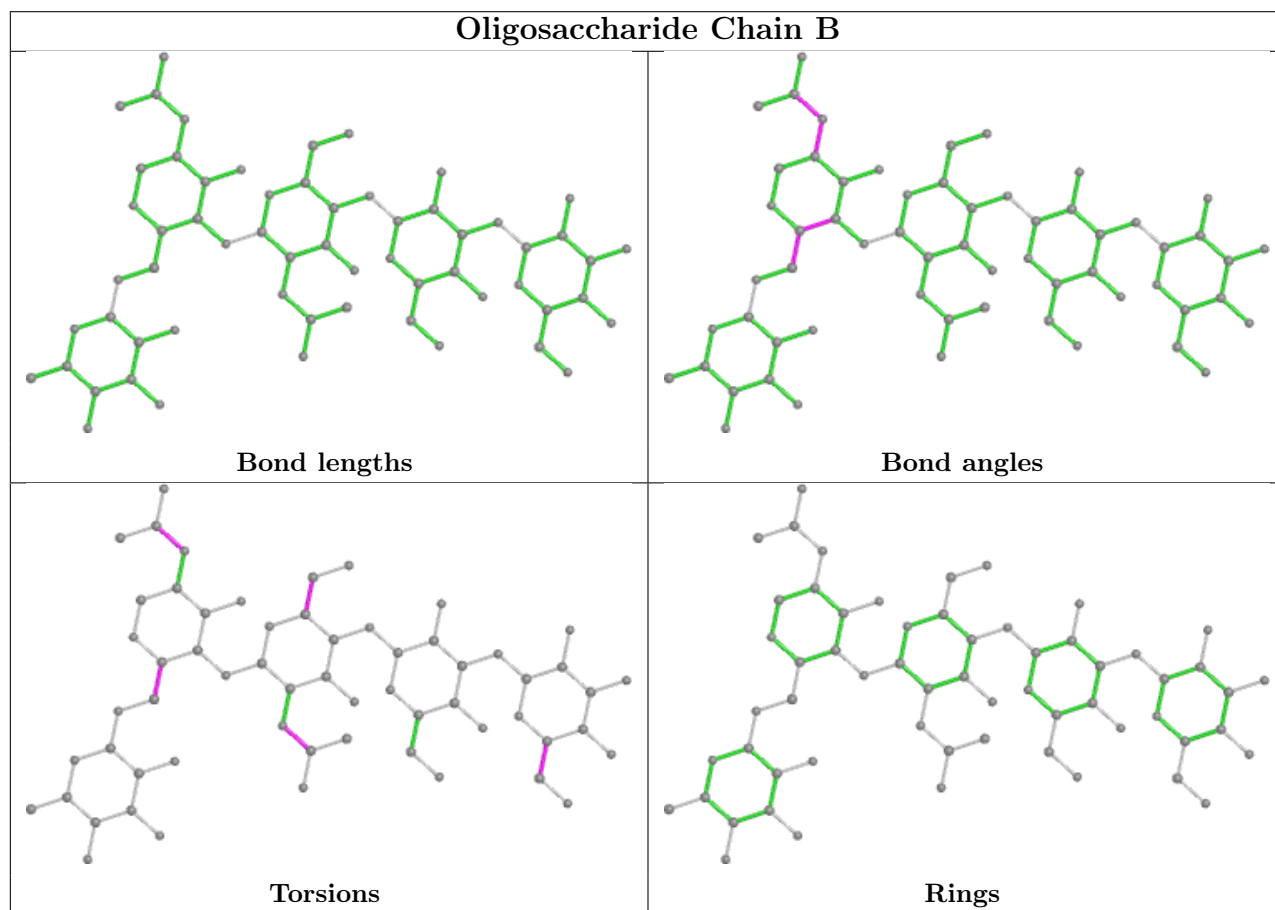 Oligosaccharide Chain B
Bond lengths
Bond angles
Torsions
Rings